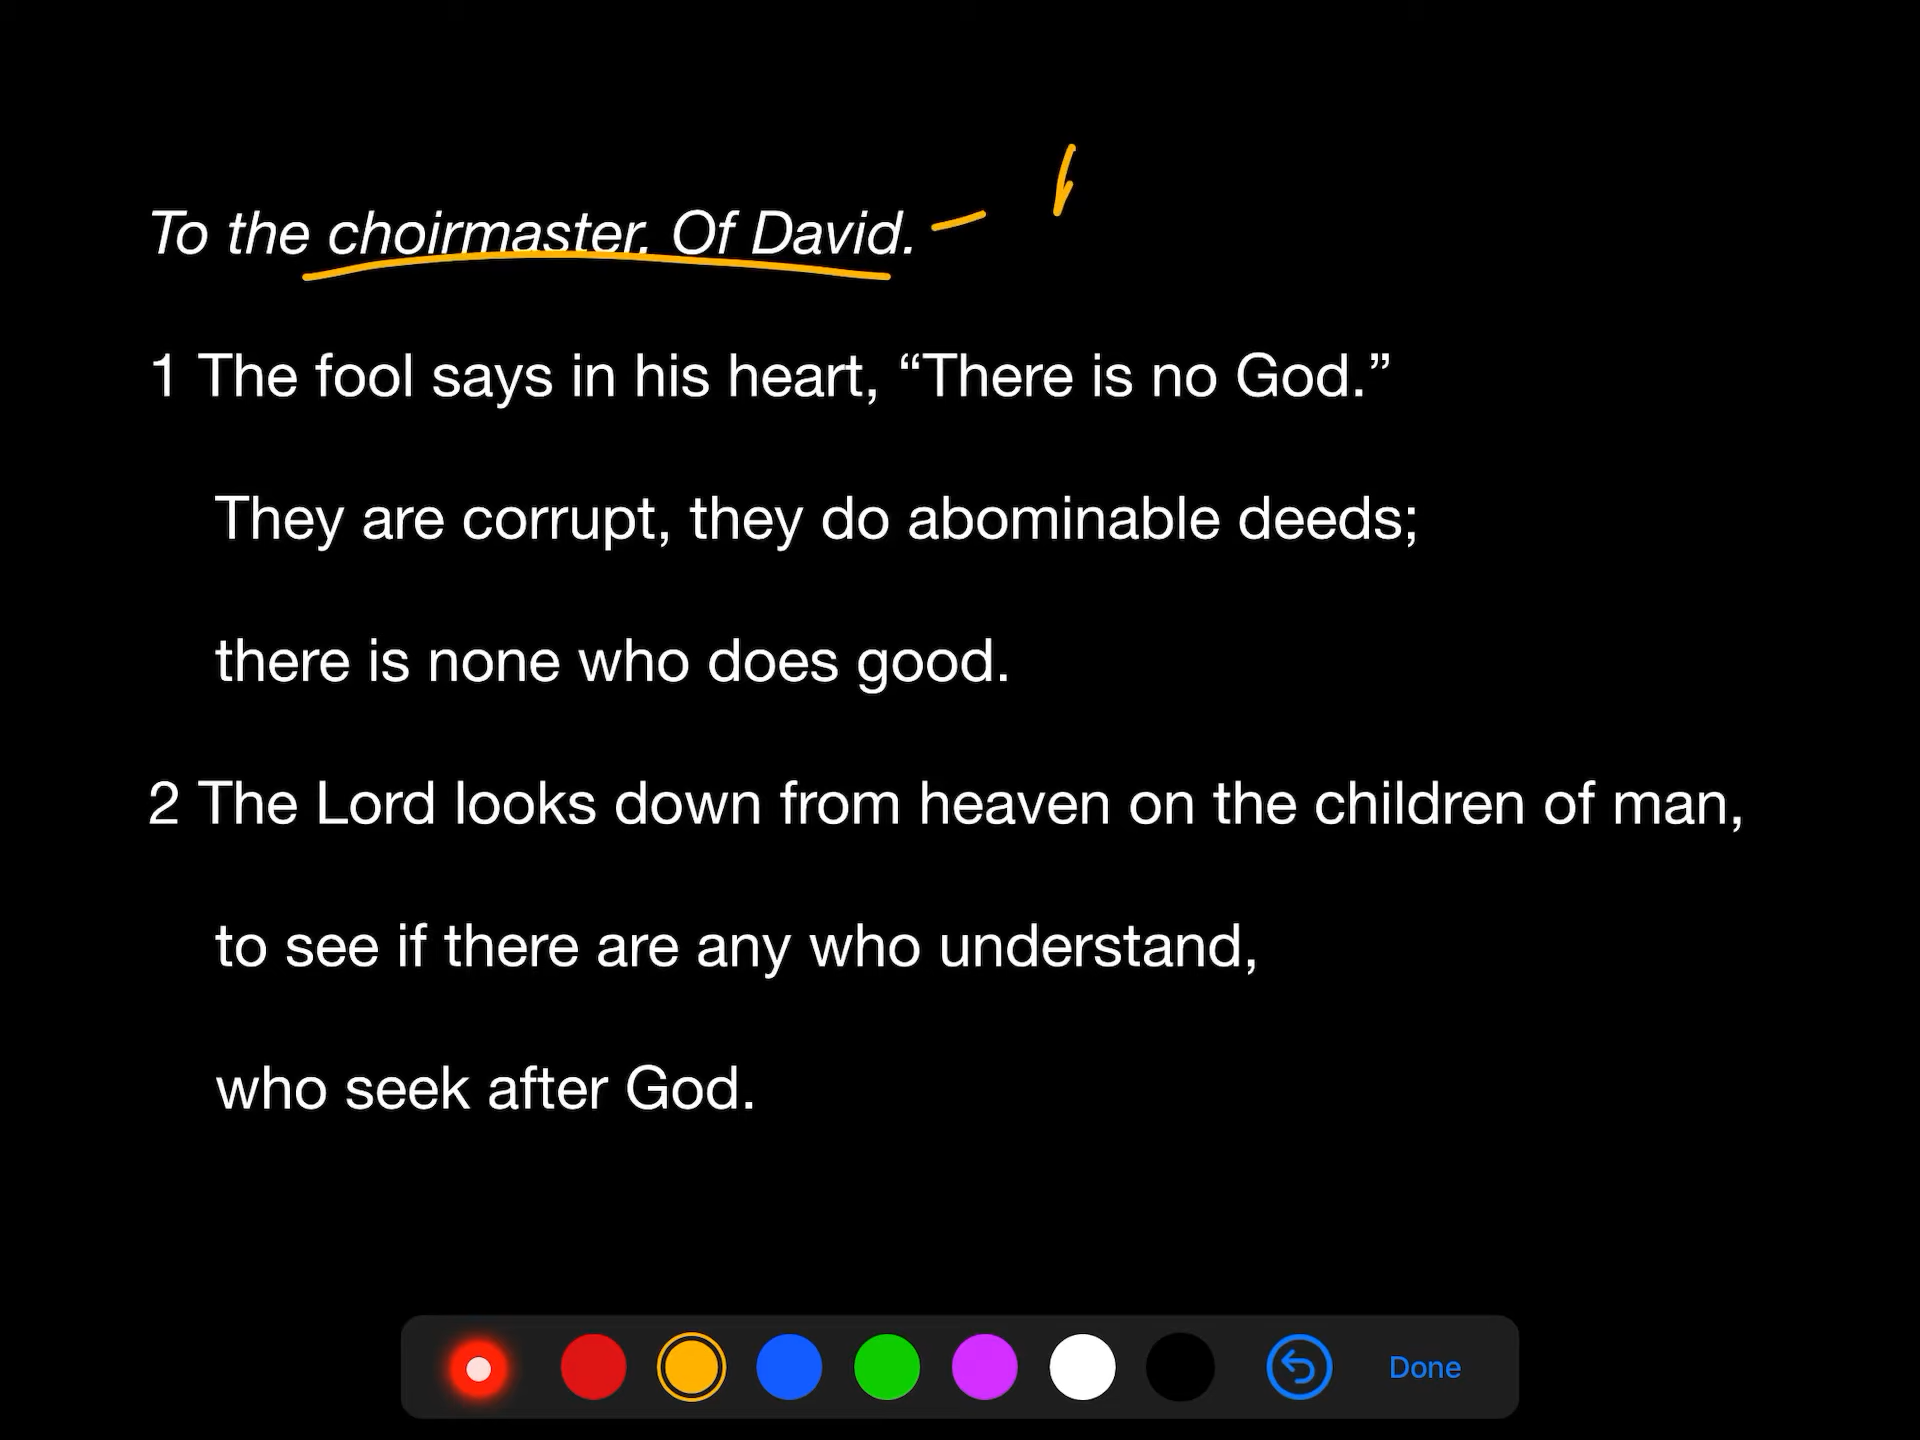 To the choirmaster. Of David.
1 The fool says in his heart, “There is no God.”
They are corrupt, they do abominable deeds;
there is none who does good.
2 The Lord looks down from heaven on the children of man,
to see if there are any who understand,
who seek after God.
Done